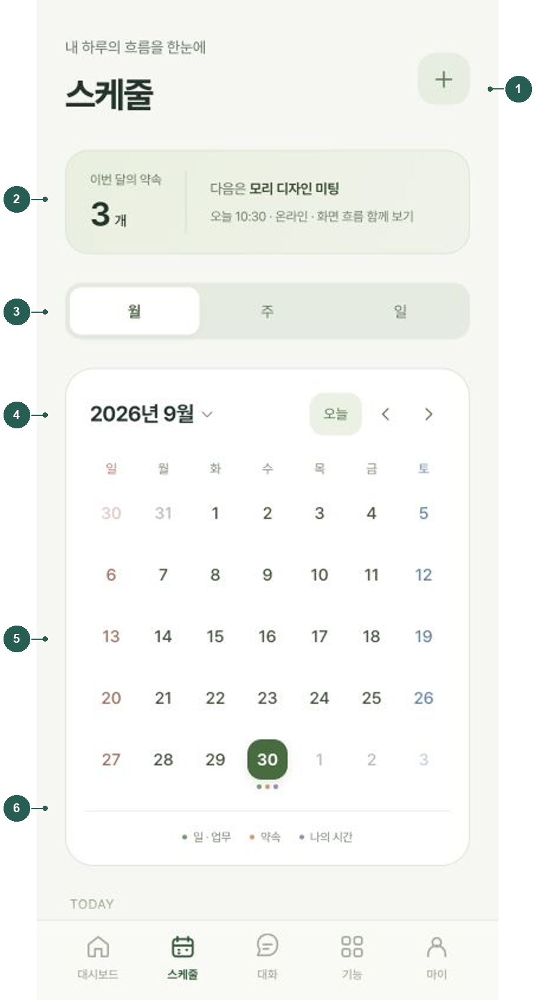 내 하루의 흐름을 한눈에
스케줄
+
1
이번 달의 약속
3 개
다음은 모리 디자인 미팅
오늘 10:30 · 온라인 · 화면 흐름 함께 보기
2
월 주 일
3
2026년 9월
오늘
4
일 월 화 수 목 금 토
30 31 1 2 3 4 5
6 7 8 9 10 11 12
13 14 15 16 17 18 19
5
20 21 22 23 24 25 26
27 28 29 30 1 2 3
6
일 · 업무 약속 나의 시간
TODAY
대시보드 스케줄 대화 기능 마이